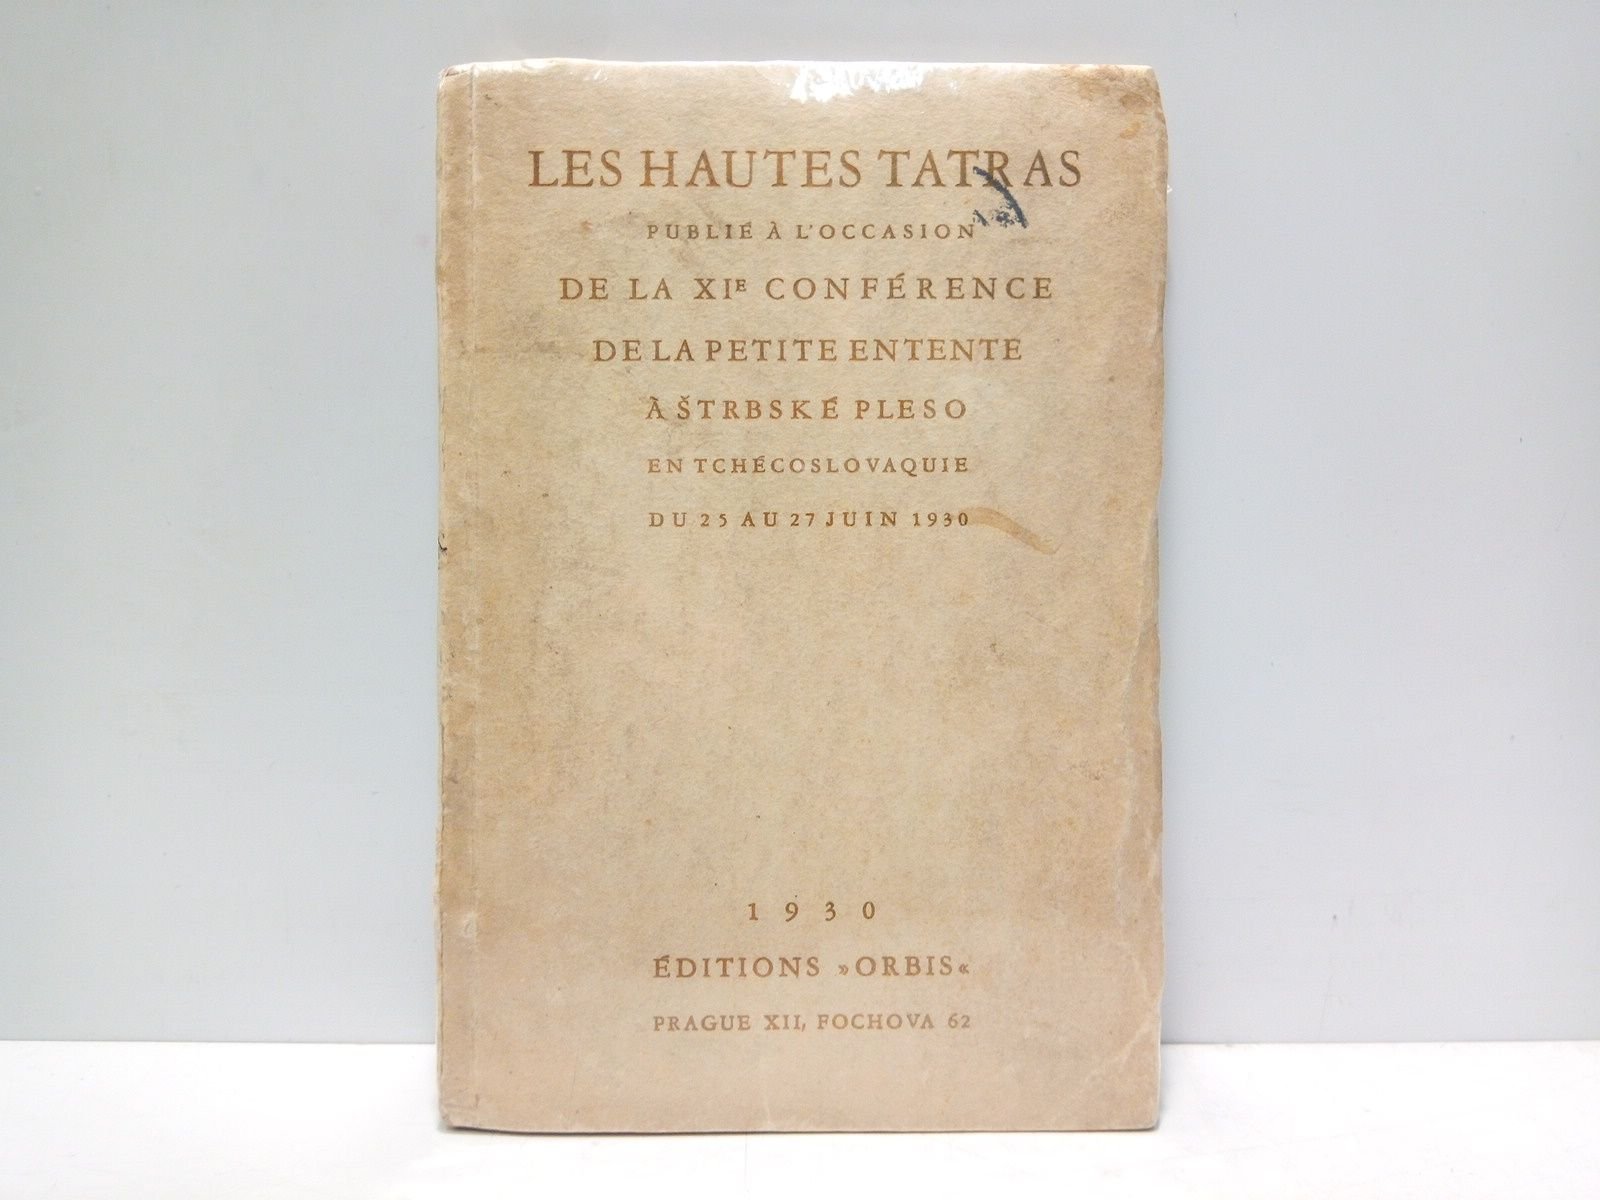 LES HAUTES TATRAS
PUBLIÉ À L'OCCASION
DE LA XIE CONFÉRENCE
DE LA PETITE ENTENTE
À ŠTRBSKÉ PLESO
EN TCHÉCOSLOVAQUIE
DU 25 AU 27 JUIN 1930
1930
ÉDITIONS »ORBIS«
PRAGUE XII, FOCHOVA 62